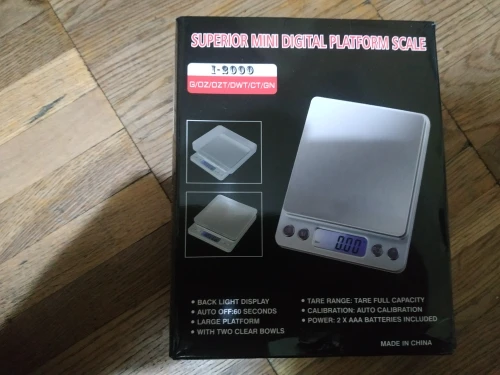 SUPERIOR MINI DIGITAL PLATFORM SCALE
I-2000
G/OZ/OZT/DWT/CT/GN
0.00
• BACK LIGHT DISPLAY
• AUTO OFF:60 SECONDS
• LARGE PLATFORM
• WITH TWO CLEAR BOWLS
• TARE RANGE: TARE FULL CAPACITY
• CALIBRATION: AUTO CALIBRATION
• POWER: 2 X AAA BATTERIES INCLUDED
MADE IN CHINA